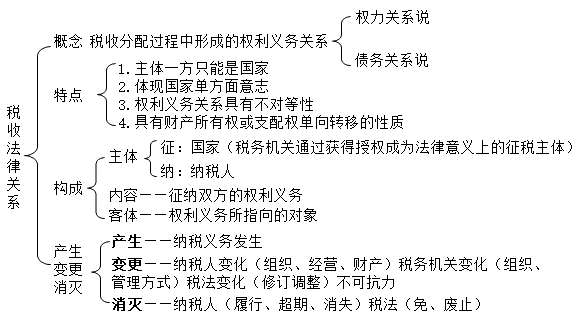 税收法律关系
概念 税收分配过程中形成的权利义务关系
权力关系说
债务关系说
特点
1.主体一方只能是国家
2.体现国家单方面意志
3.权利义务关系具有不对等性
4.具有财产所有权或支配权单向转移的性质
构成
主体
征：国家（税务机关通过获得授权成为法律意义上的征税主体）
纳：纳税人
内容——征纳双方的权利义务
客体——权利义务所指向的对象
产生
变更
消灭
产生——纳税义务发生
变更——纳税人变化（组织、经营、财产）税务机关变化（组织、
管理方式）税法变化（修订调整）不可抗力
消灭——纳税人（履行、超期、消失）税法（免、废止）